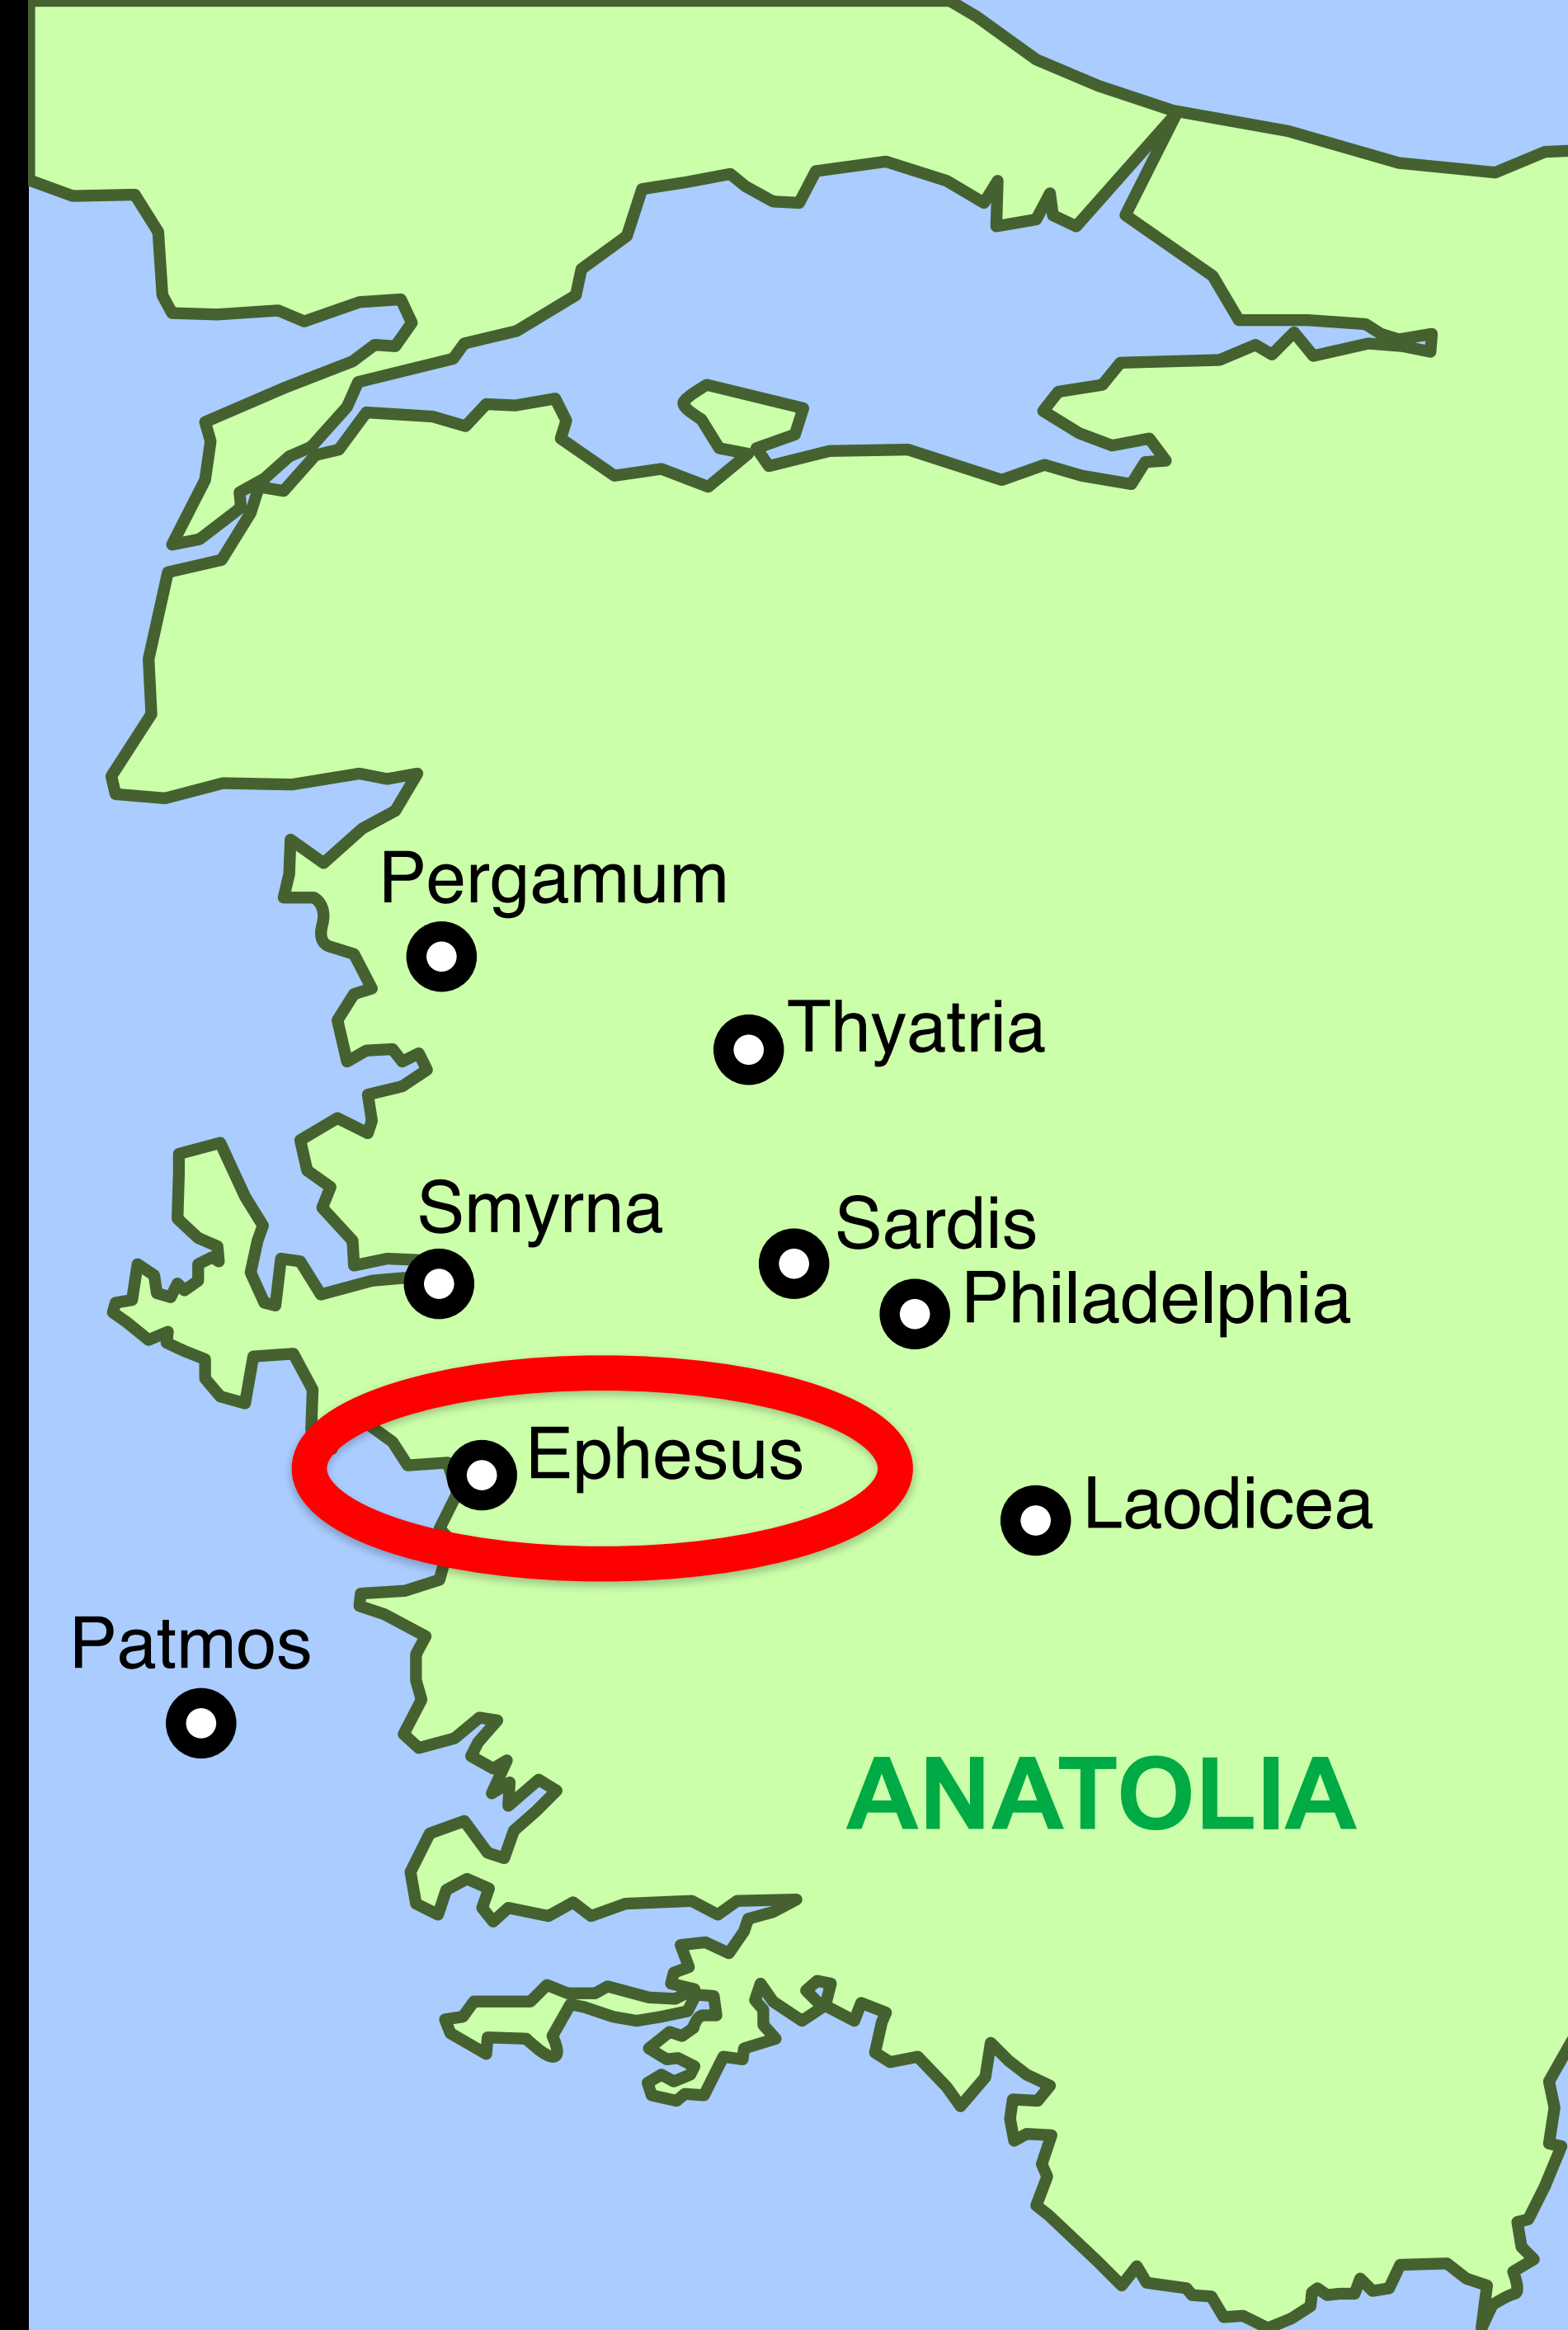 Pergamum
Thyatria
Smyrna
Sardis
Philadelphia
Ephesus
Laodicea
Patmos
ANATOLIA